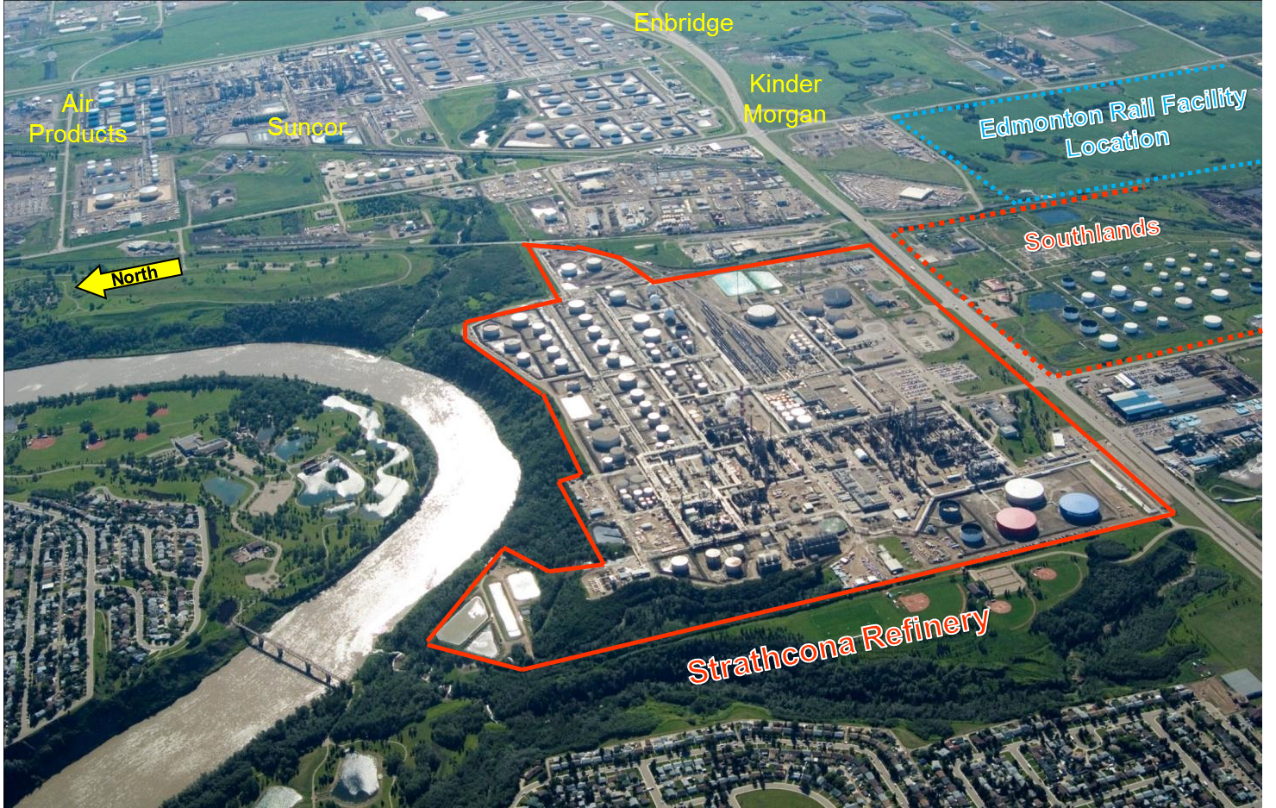 Enbridge
Air
Products
Suncor
Kinder
Morgan
Edmonton Rail Facility
Location
Southlands
North
Strathcona Refinery